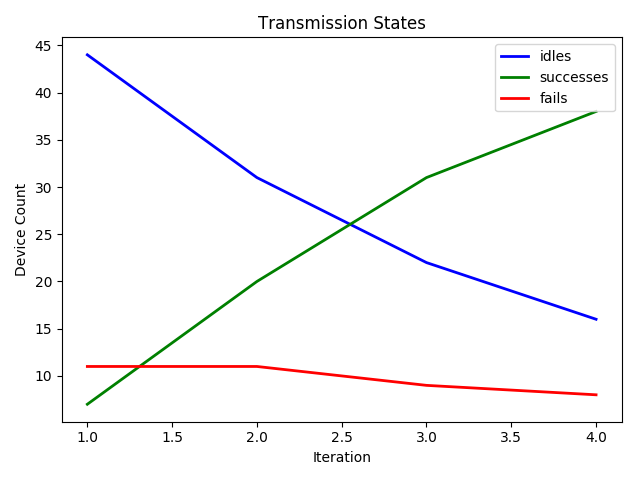 Transmission States
45
40
35
30
25
20
15
10
Device Count
idles
successes
fails
1.0 1.5 2.0 2.5 3.0 3.5 4.0
Iteration